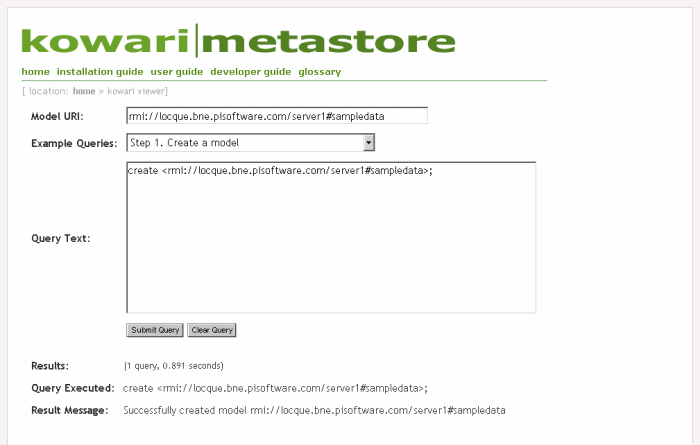 kowari|metastore
home installation guide user guide developer guide glossary
[ location: home » kowari viewer]
Model URI: rmi://locque.bne.pisoftware.com/server1#sampledata
Example Queries: Step 1. Create a model
create <rmi://locque.bne.pisoftware.com/server1#sampledata>;
Query Text:
Submit Query Clear Query
Results: (1 query, 0.891 seconds)
Query Executed: create <rmi://locque.bne.pisoftware.com/server1#sampledata>;
Result Message: Successfully created model rmi://locque.bne.pisoftware.com/server1#sampledata